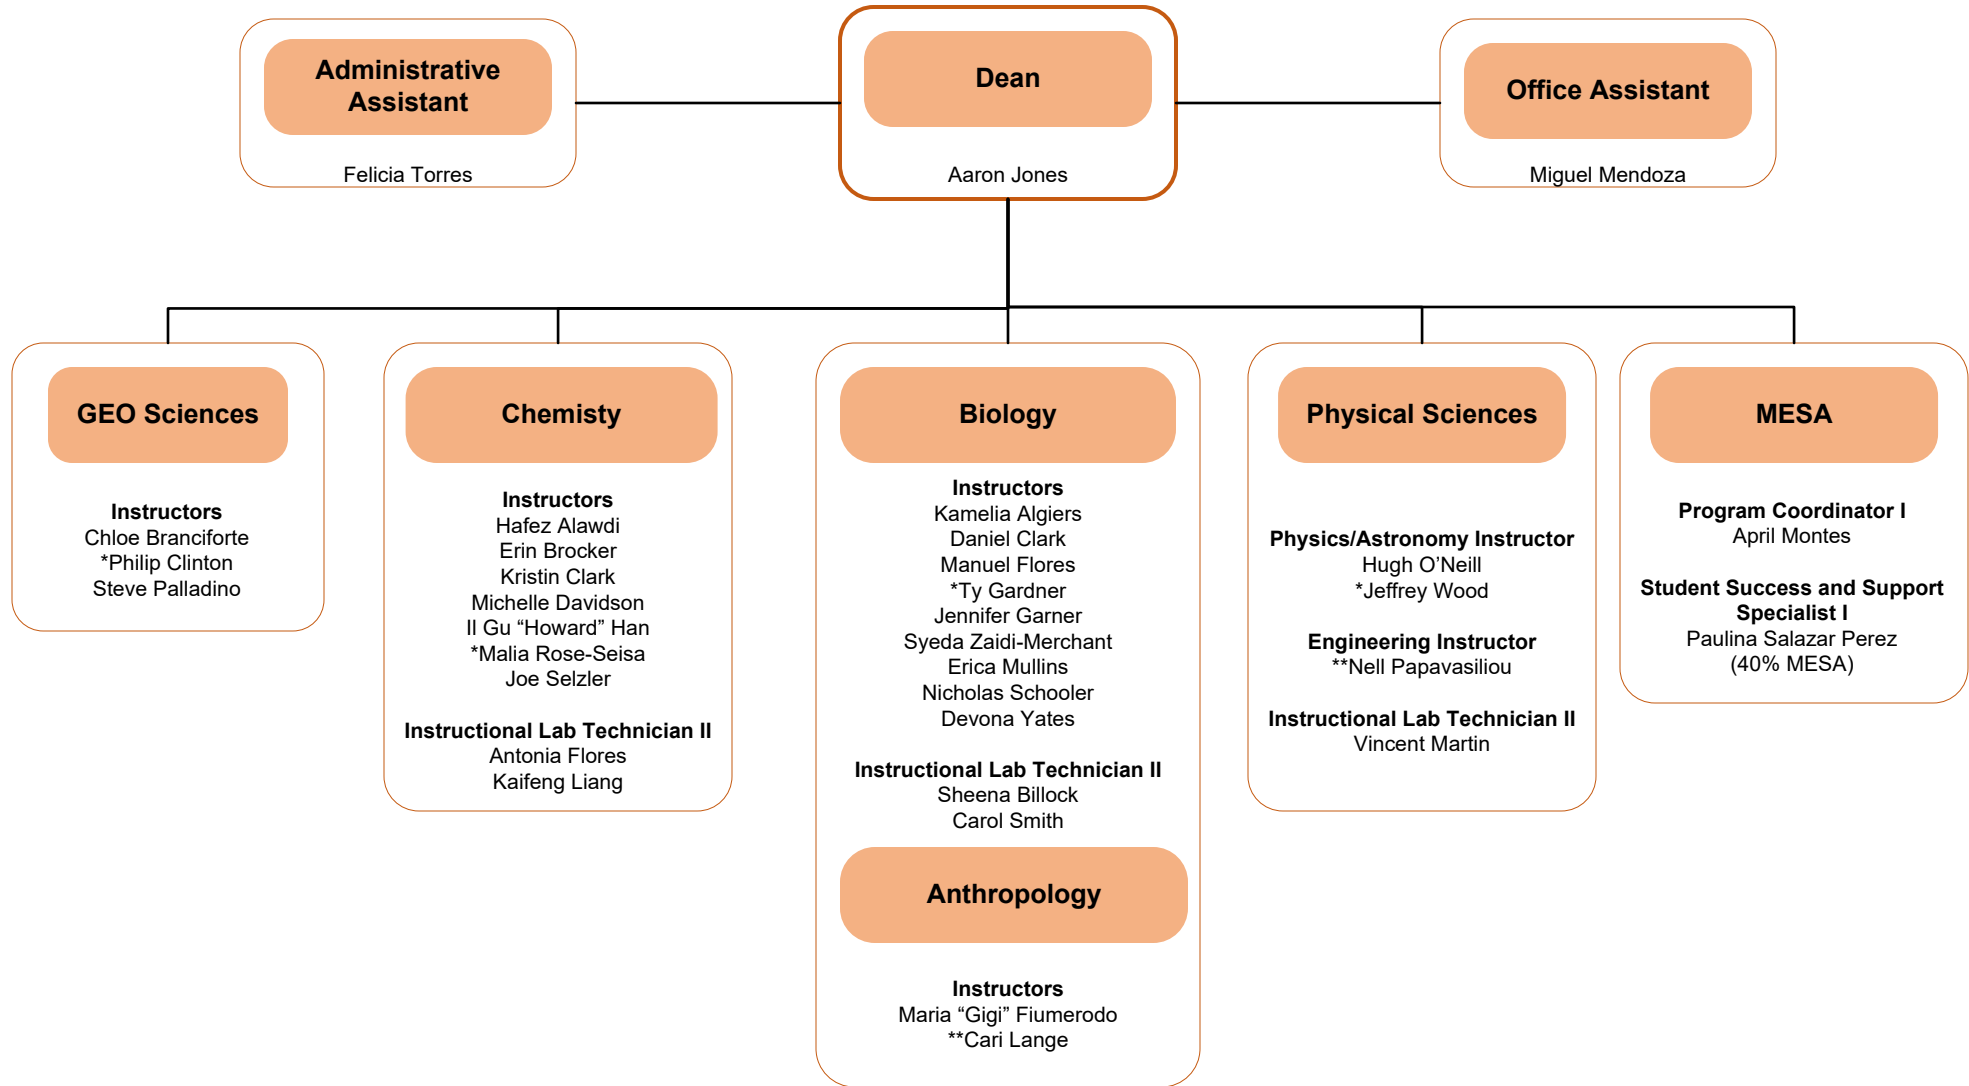 Administrative
Assistant
Felicia Torres
Dean
Aaron Jones
Office Assistant
Miguel Mendoza
GEO Sciences
Instructors
Chloe Branciforte
*Philip Clinton
Steve Palladino
Chemisty
Instructors
Hafez Alawdi
Erin Brocker
Kristin Clark
Michelle Davidson
Il Gu “Howard” Han
*Malia Rose-Seisa
Joe Selzler
Instructional Lab Technician II
Antonia Flores
Kaifeng Liang
Biology
Instructors
Kamelia Algiers
Daniel Clark
Manuel Flores
*Ty Gardner
Jennifer Garner
Syeda Zaidi-Merchant
Erica Mullins
Nicholas Schooler
Devona Yates
Instructional Lab Technician II
Sheena Billock
Carol Smith
Anthropology
Instructors
Maria “Gigi” Fiumerodo
**Cari Lange
Physical Sciences
Physics/Astronomy Instructor
Hugh O’Neill
*Jeffrey Wood
Engineering Instructor
**Nell Papavasiliou
Instructional Lab Technician II
Vincent Martin
MESA
Program Coordinator I
April Montes
Student Success and Support
Specialist I
Paulina Salazar Perez
(40% MESA)